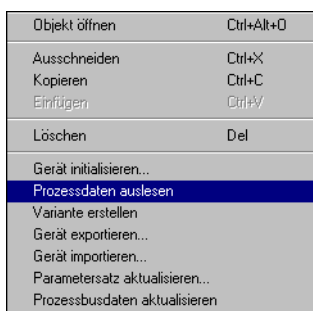 Objekt öffnen Ctrl+Alt+O
Ausschneiden Ctrl+X
Kopieren Ctrl+C
Einfügen Ctrl+V
Löschen Del
Gerät initialisieren...
Prozessdaten auslesen
Variante erstellen
Gerät exportieren...
Gerät importieren...
Parametersatz aktualisieren...
Prozessbusdaten aktualisieren